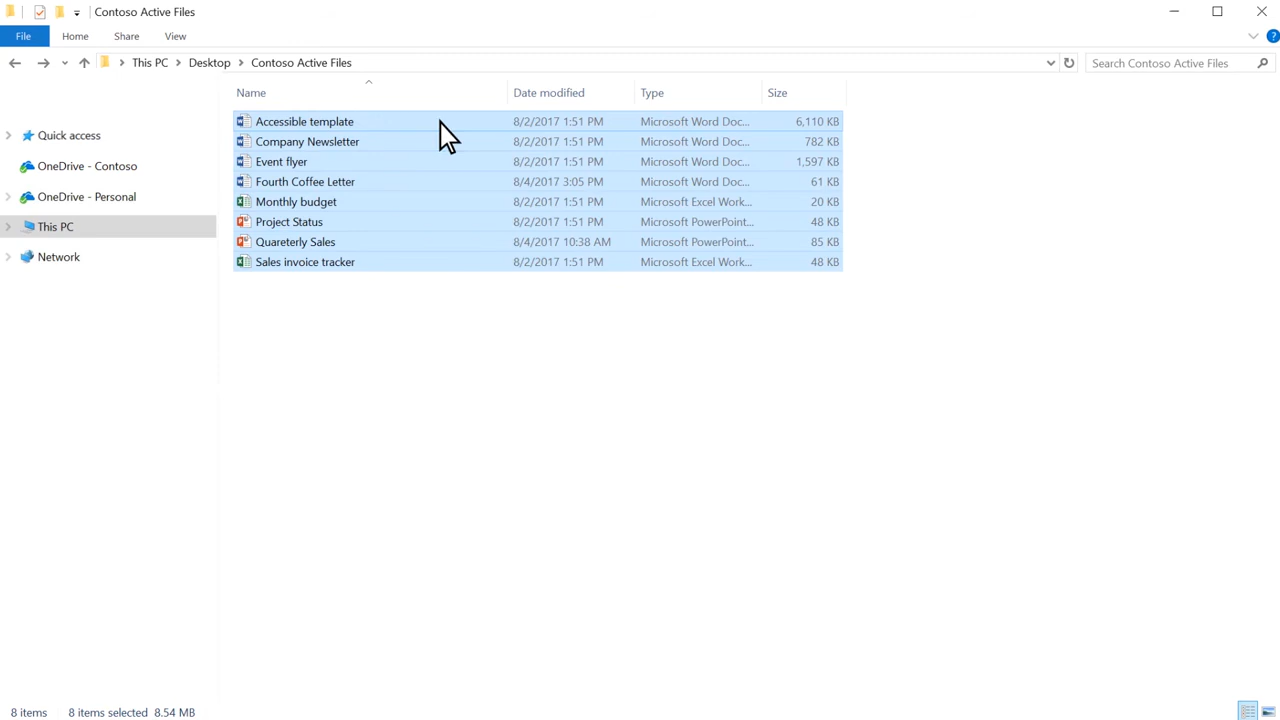 Contoso Active Files
File Home Share View
This PC Desktop Contoso Active Files Search Contoso Active Files
Name Date modified Type Size
Quick access
OneDrive - Contoso
OneDrive - Personal
This PC
Network
Accessible template 8/2/2017 1:51 PM Microsoft Word Doc... 6,110 KB
Company Newsletter 8/2/2017 1:51 PM Microsoft Word Doc... 782 KB
Event flyer 8/2/2017 1:51 PM Microsoft Word Doc... 1,597 KB
Fourth Coffee Letter 8/4/2017 3:05 PM Microsoft Word Doc... 61 KB
Monthly budget 8/2/2017 1:51 PM Microsoft Excel Work... 20 KB
Project Status 8/2/2017 1:51 PM Microsoft PowerPoint... 48 KB
Quareterly Sales 8/4/2017 10:38 AM Microsoft PowerPoint... 85 KB
Sales invoice tracker 8/2/2017 1:51 PM Microsoft Excel Work... 48 KB
8 items 8 items selected 8.54 MB